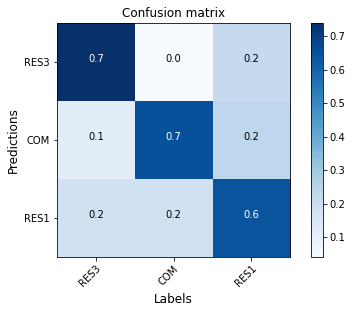 Confusion matrix
RES3 0.7 0.0 0.2
COM 0.1 0.7 0.2
RES1 0.2 0.2 0.6
RES3 COM RES1
Labels
Predictions
0.7
0.6
0.5
0.4
0.3
0.2
0.1